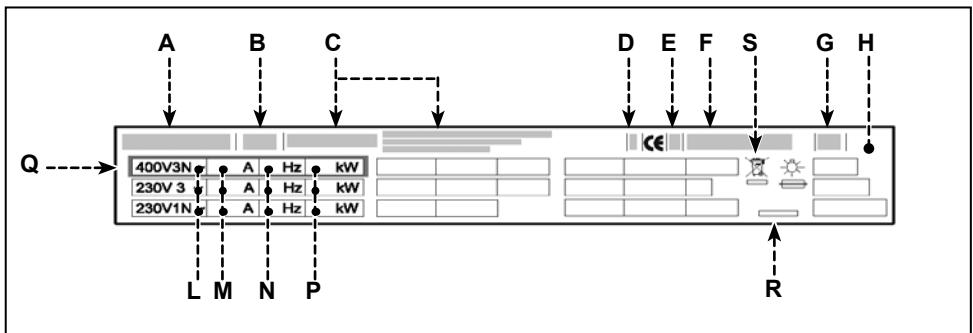 A B C D E F S G H
CE
Q
400V3N A Hz kW
230V 3 A Hz kW
230V1N A Hz kW
L M N P R